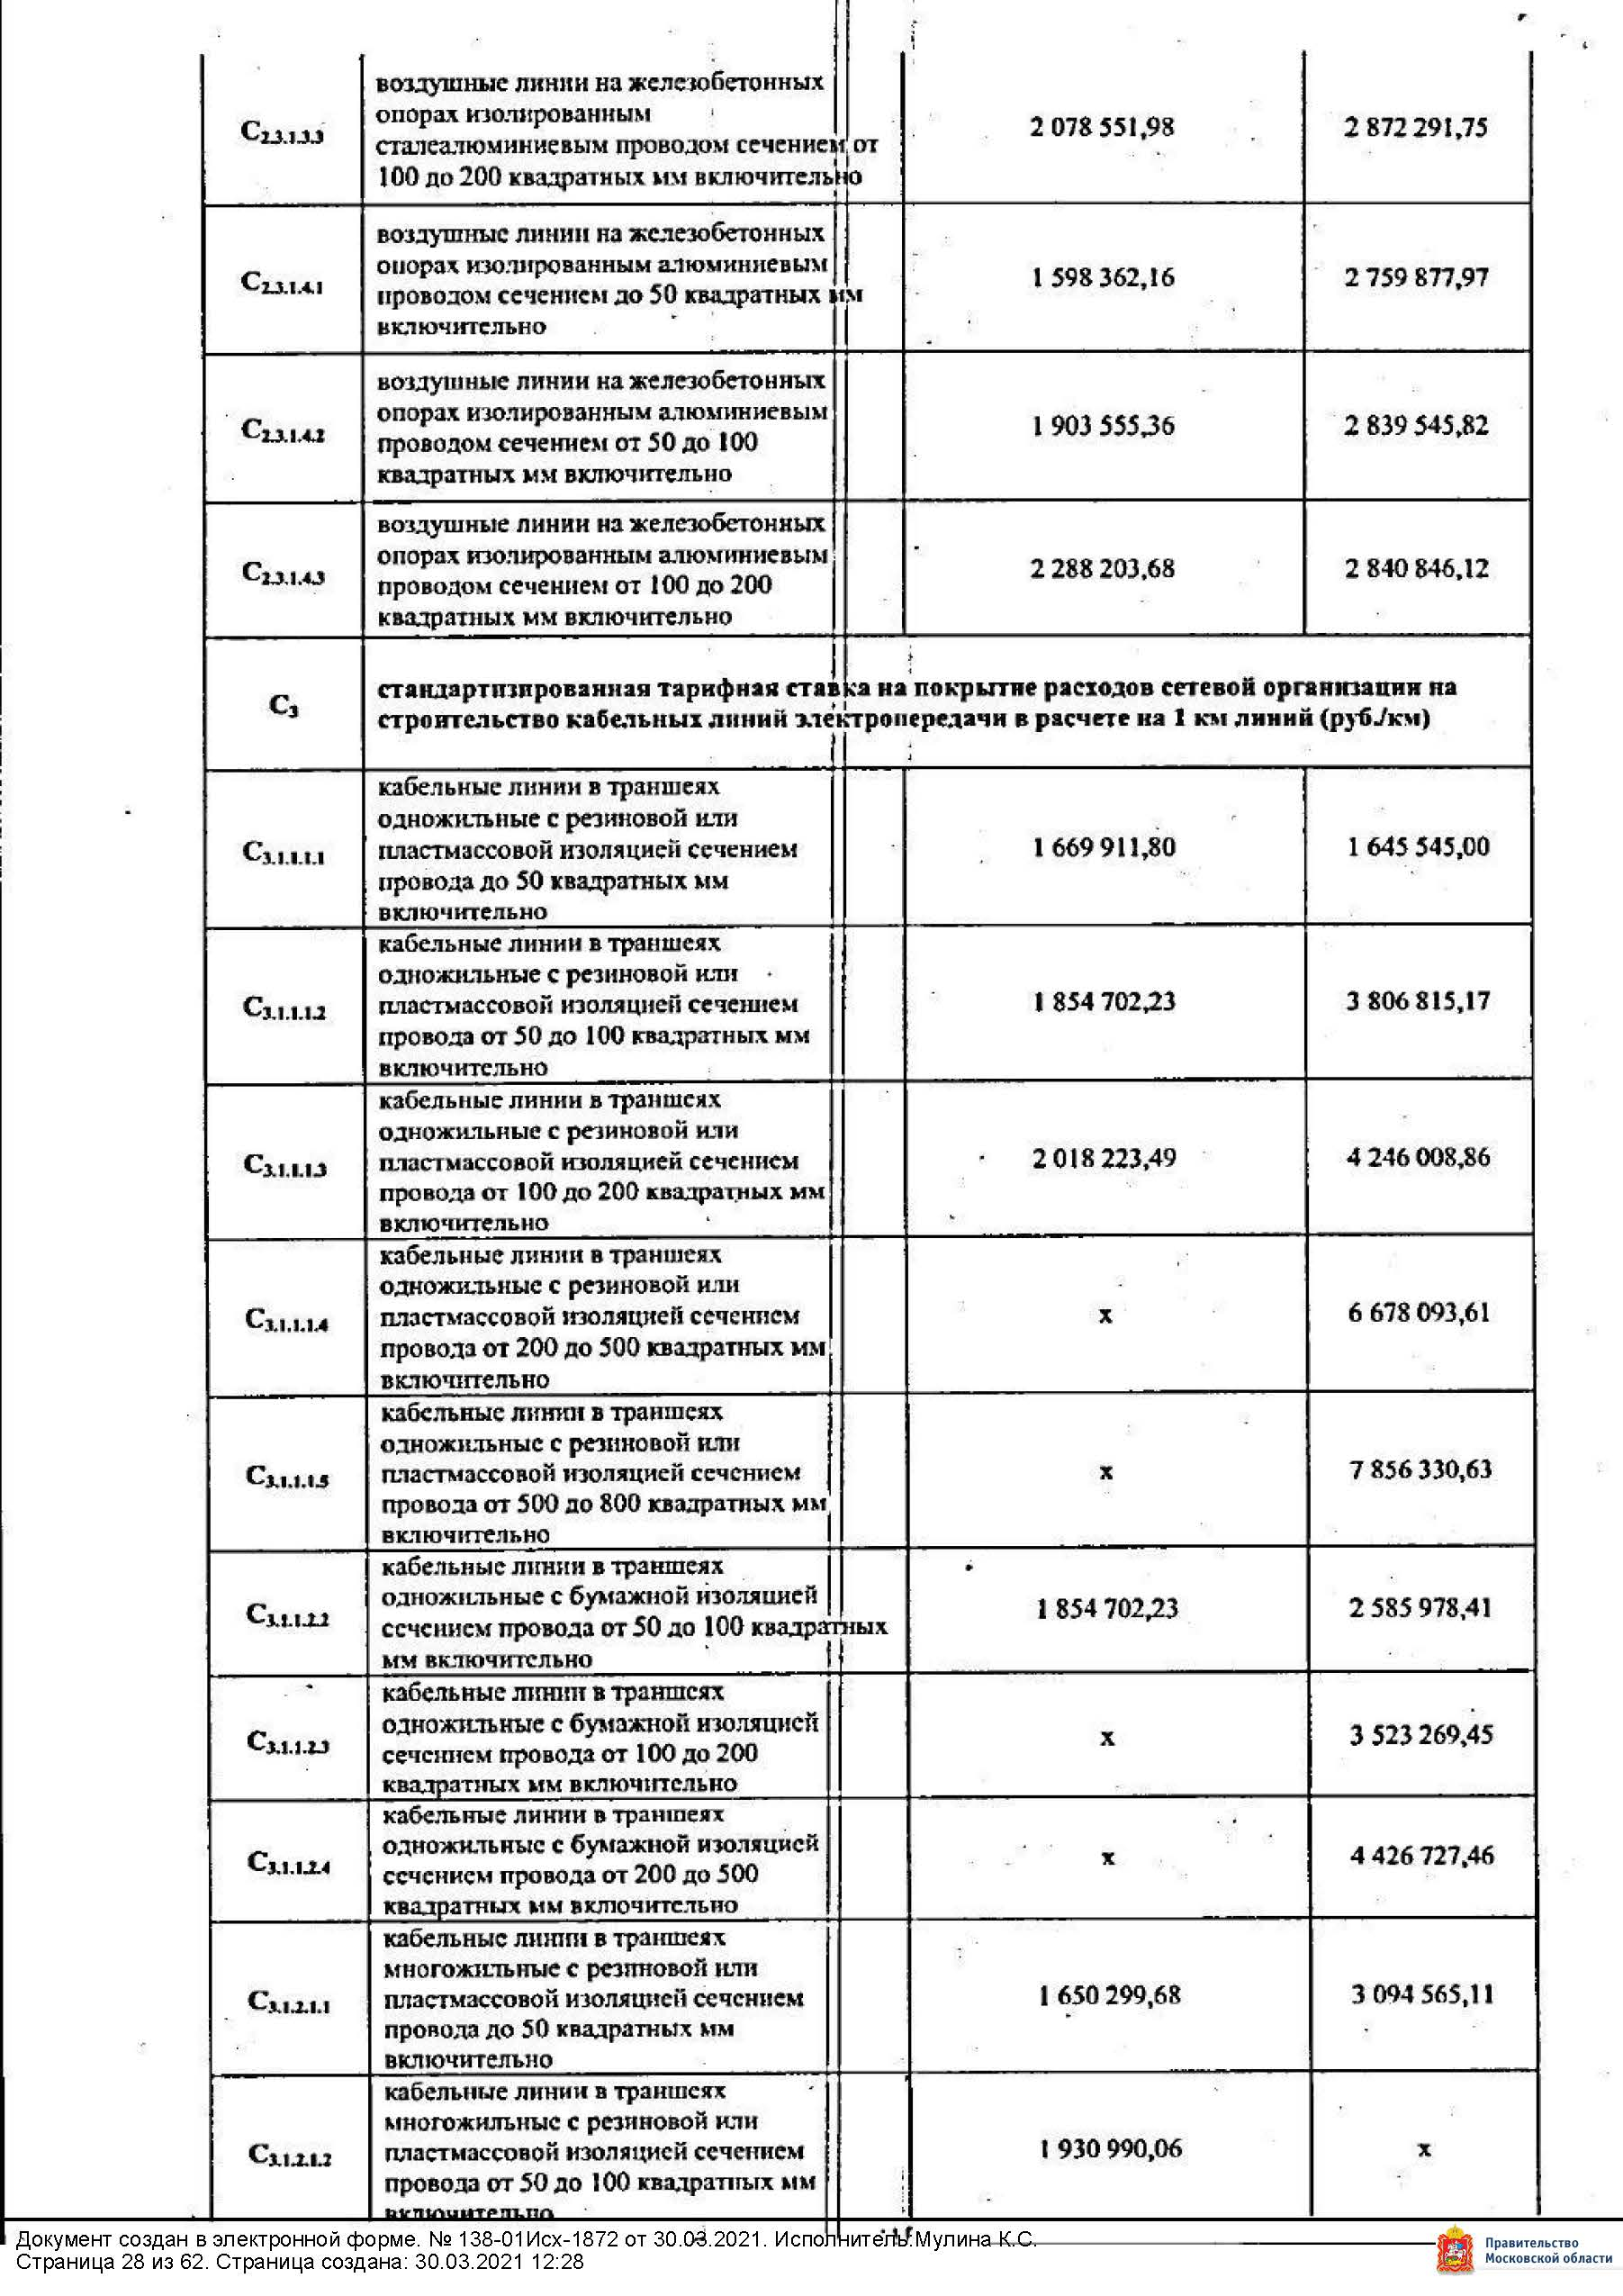 воздушные линии на железобетонных
опорах изолированным
сталеалюминиевым проводом сечением от
100 до 200 квадратных мм включительно
С2.3.1.3.3
2 078 551,98
2 872 291,75
воздушные линии на железобетонных
опорах изолированным алюминиевым
проводом сечением до 50 квадратных мм
включительно
С2.3.1.4.1
1 598 362,16
2 759 877,97
воздушные линии на железобетонных
опорах изолированным алюминиевым
проводом сечением от 50 до 100
квадратных мм включительно
С2.3.1.4.2
1 903 555,36
2 839 545,82
воздушные линии на железобетонных
опорах изолированным алюминиевым
проводом сечением от 100 до 200
квадратных мм включительно
С2.3.1.4.3
2 288 203,68
2 840 846,12
С3
стандартизированная тарифная ставка на покрытие расходов сетевой организации на
строительство кабельных линий электропередачи в расчете на 1 км линий (руб./км)
кабельные линии в траншеях
одножильные с резиновой или
пластмассовой изоляцией сечением
провода до 50 квадратных мм
включительно
С3.1.1.1.1
1 669 911,80
1 645 545,00
кабельные линии в траншеях
одножильные с резиновой или
пластмассовой изоляцией сечением
провода от 50 до 100 квадратных мм
включительно
С3.1.1.1.2
1 854 702,23
3 806 815,17
кабельные линии в траншеях
одножильные с резиновой или
пластмассовой изоляцией сечением
провода от 100 до 200 квадратных мм
включительно
С3.1.1.1.3
2 018 223,49
4 246 008,86
кабельные линии в траншеях
одножильные с резиновой или
пластмассовой изоляцией сечением
провода от 200 до 500 квадратных мм
включительно
С3.1.1.1.4
х
6 678 093,61
кабельные линии в траншеях
одножильные с резиновой или
пластмассовой изоляцией сечением
провода от 500 до 800 квадратных мм
включительно
С3.1.1.1.5
х
7 856 330,63
кабельные линии в траншеях
одножильные с бумажной изоляцией
сечением провода от 50 до 100 квадратных
мм включительно
С3.1.1.2.2
1 854 702,23
2 585 978,41
кабельные линии в траншеях
одножильные с бумажной изоляцией
сечением провода от 100 до 200
квадратных мм включительно
С3.1.1.2.3
х
3 523 269,45
кабельные линии в траншеях
одножильные с бумажной изоляцией
сечением провода от 200 до 500
квадратных мм включительно
С3.1.1.2.4
х
4 426 727,46
кабельные линии в траншеях
многожильные с резиновой или
пластмассовой изоляцией сечением
провода до 50 квадратных мм
включительно
С3.1.2.1.1
1 650 299,68
3 094 565,11
кабельные линии в траншеях
многожильные с резиновой или
пластмассовой изоляцией сечением
провода от 50 до 100 квадратных мм
включительно
С3.1.2.1.2
1 930 990,06
х
Документ создан в электронной форме. № 138-01Исх-1872 от 30.03.2021. Исполнитель:Мулина К.С.
Страница 28 из 62. Страница создана: 30.03.2021 12:28
Правительство
Московской области